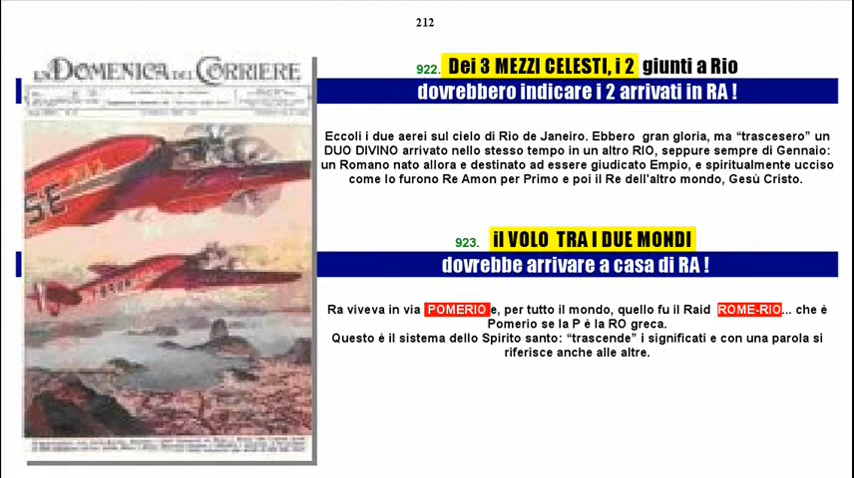 212
LA DOMENICA DEL CORRIERE
922. Dei 3 MEZZI CELESTI, i 2 giunti a Rio
dovrebbero indicare i 2 arrivati in RA !
Eccoli i due aerei sul cielo di Rio de Janeiro. Ebbero gran gloria, ma “trascesero” un
DUO DIVINO arrivato nello stesso tempo in un altro RIO, seppure sempre di Gennaio:
un Romano nato allora e destinato ad essere giudicato Empio, e spiritualmente ucciso
come lo furono Re Amon per Primo e poi il Re dell'altro mondo, Gesù Cristo.
923. il VOLO TRA I DUE MONDI
dovrebbe arrivare a casa di RA !
Ra viveva in via POMERIO e, per tutto il mondo, quello fu il Raid ROME-RIO... che è
Pomerio se la P è la RO greca.
Questo è il sistema dello Spirito santo: “trascende” i significati e con una parola si
riferisce anche alle altre.